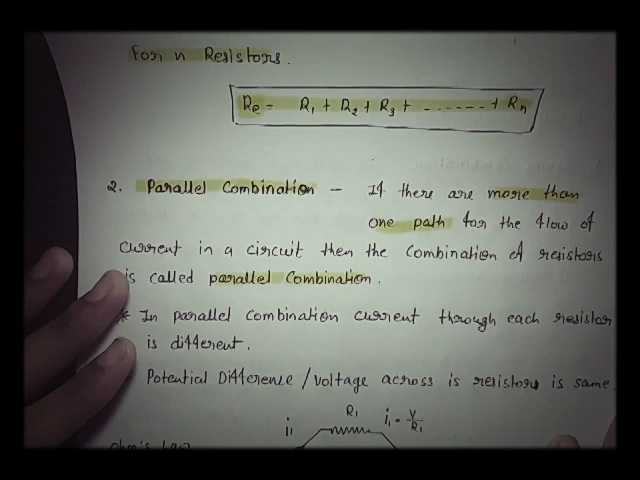 For n Resistors.
Re = R1 + R2 + R3 + ....... + Rn
2. Parallel Combination - If there are more than
one path for the flow of
current in a circuit then the combination of resistors
is called parallel combination.
* In parallel combination current through each resistor
is different.
Potential Difference / voltage across is resistors is same.
R1
i1 i1 = V/R1
ohm's Law